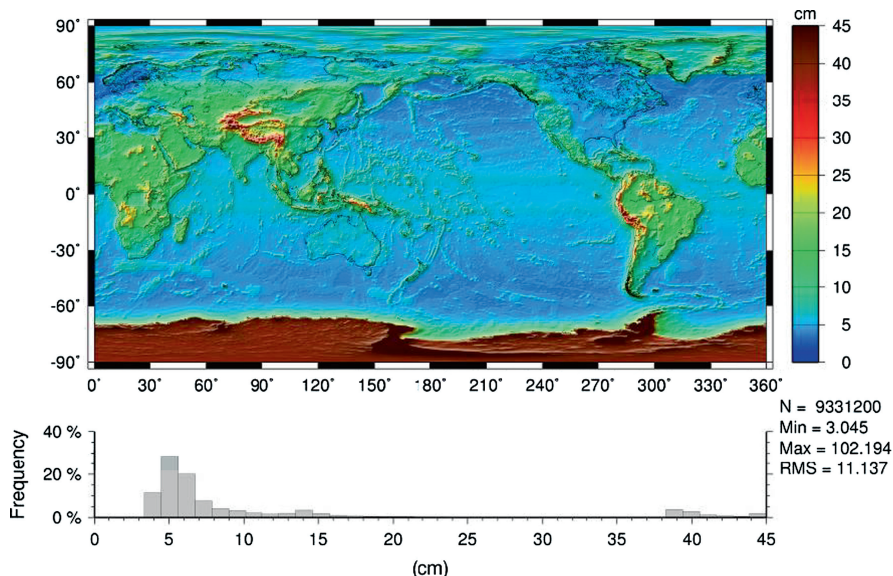 cm
90°
60°
30°
0°
-30°
-60°
-90°
0° 30° 60° 90° 120° 150° 180° 210° 240° 270° 300° 330° 360°
45
40
35
30
25
20
15
10
5
0
N = 9331200
Min = 3.045
Max = 102.194
RMS = 11.137
Frequency
40 %
20 %
0 %
0 5 10 15 20 25 30 35 40 45
(cm)